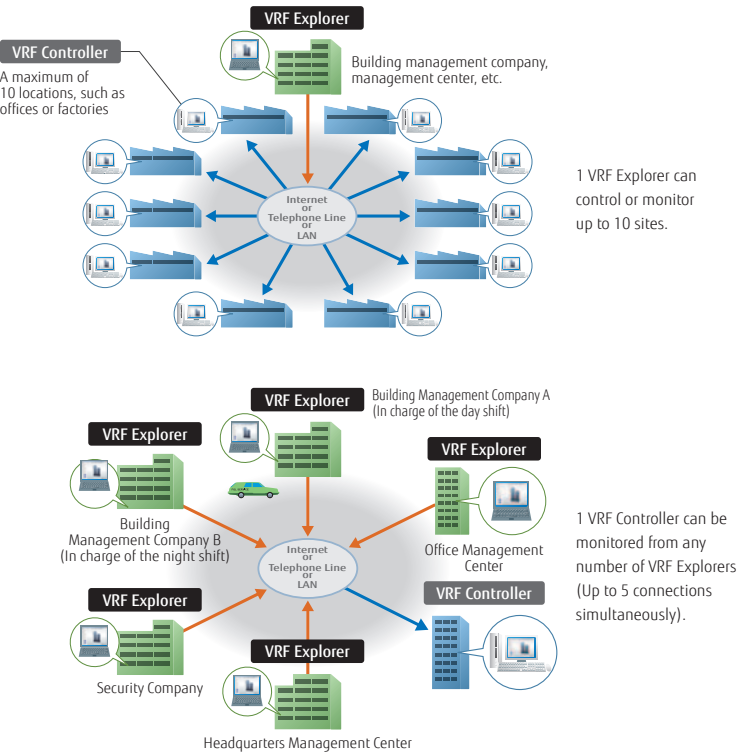 VRF Explorer
VRF Controller
A maximum of
10 locations, such as
offices or factories
Building management company,
management center, etc.
Internet
or
Telephone Line
or
LAN
1 VRF Explorer can
control or monitor
up to 10 sites.
VRF Explorer
Building Management Company A
(In charge of the day shift)
VRF Explorer
Building
Management Company B
(In charge of the night shift)
VRF Explorer
Office Management
Center
Internet
or
Telephone Line
or
LAN
VRF Explorer
Security Company
VRF Controller
VRF Explorer
Headquarters Management Center
1 VRF Controller can be
monitored from any
number of VRF Explorers
(Up to 5 connections
simultaneously).